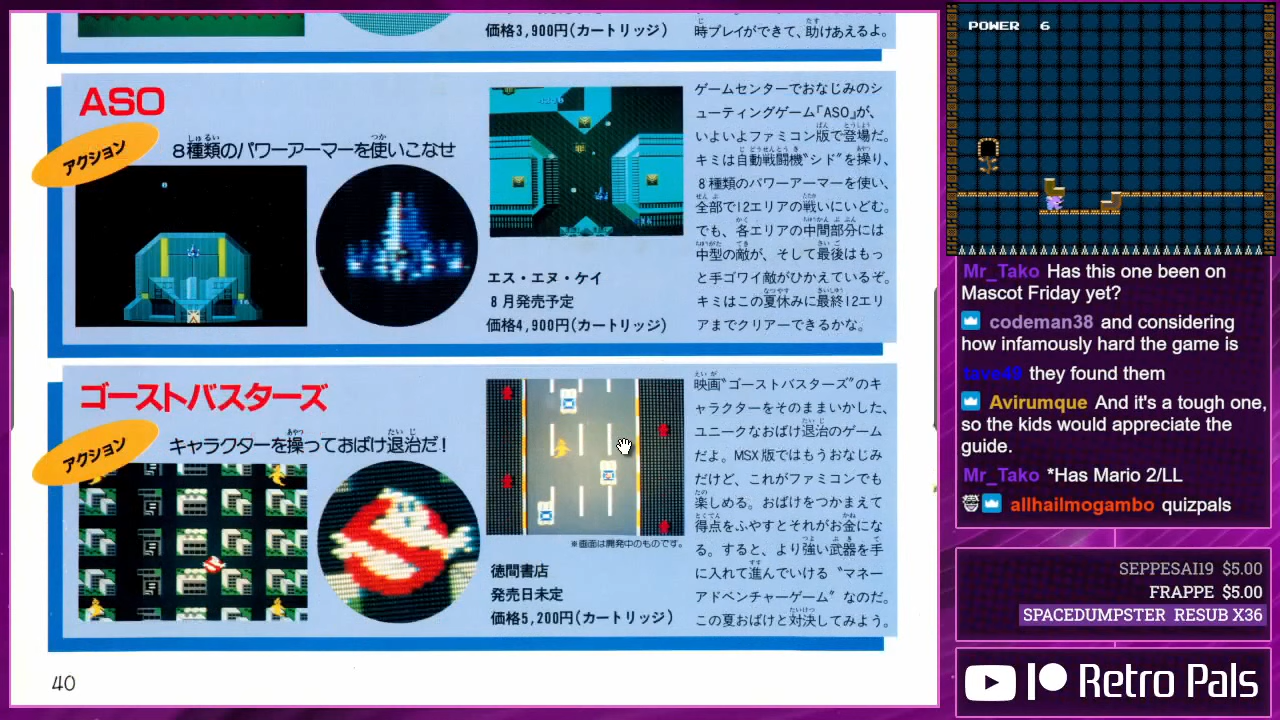 価格3,900円(カートリッジ)
時プレイができて、助けあえるよ。
ASO
アクション
8種類のパワーアーマーを使いこなせ
エス・エヌ・ケイ
8月発売予定
価格4,900円(カートリッジ)
ゲームセンターでおなじみのシ
ューティングゲーム「ASO」が、
いよいよファミコン版で登場だ。
キミは自動戦闘機“シド”を操り、
8種類のパワーアーマーを使い、
全部で12エリアの戦いにいどむ。
でも、各エリアの中間部分には
中型の敵が、そして最後はもっ
と手ゴワイ敵がひかえているぞ。
キミはこの夏休みに最終12エリ
アまでクリアーできるかな。
ゴーストバスターズ
アクション
キャラクターを操っておばけ退治だ!
※画面は開発中のものです。
徳間書店
発売日未定
価格5,200円(カートリッジ)
映画“ゴーストバスターズ”のキ
ャラクターをそのままいかした、
ユニークなおばけ退治のゲーム
だよ。MSX版ではもうおなじみ
だけど、これがファミコンでも
楽しめる。おばけをつかまえて
得点をふやすとそれがお金にな
る。すると、より強い武器を手
に入れて進んでいける“マネー
アドベンチャーゲーム”なのだ。
この夏おばけと対決してみよう。
40
POWER 6
Mr_Tako Has this one been on
Mascot Friday yet?
codeman38 and considering
how infamously hard the game is
tave49 they found them
Avirumque And it's a tough one,
so the kids would appreciate the
guide.
Mr_Tako *Has Mario 2/LL
allhailmogambo quizpals
SEPPESAI19 $5.00
FRAPPE $5.00
SPACEDUMPSTER RESUB X36
Retro Pals